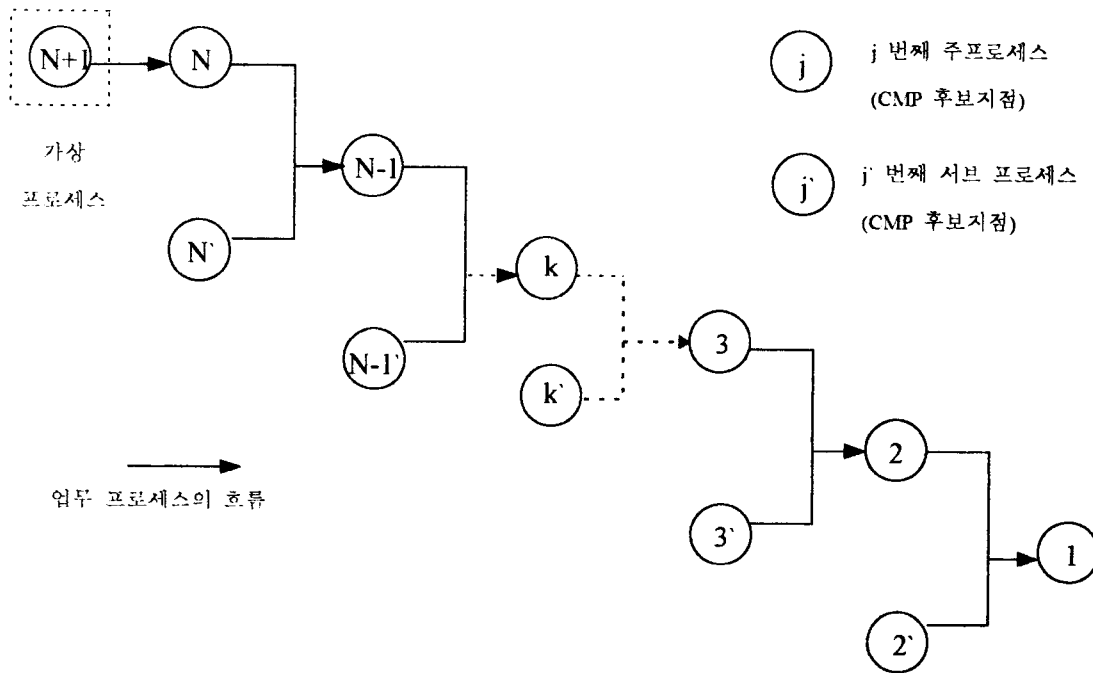 N+1
N
j
j 번째 주프로세스
(CMP 후보지점)
가상
프로세스
N-1
j`
j` 번째 서브 프로세스
(CMP 후보지점)
N`
k
N-1`
3
k`
2
업무 프로세스의 흐름
3`
1
2`